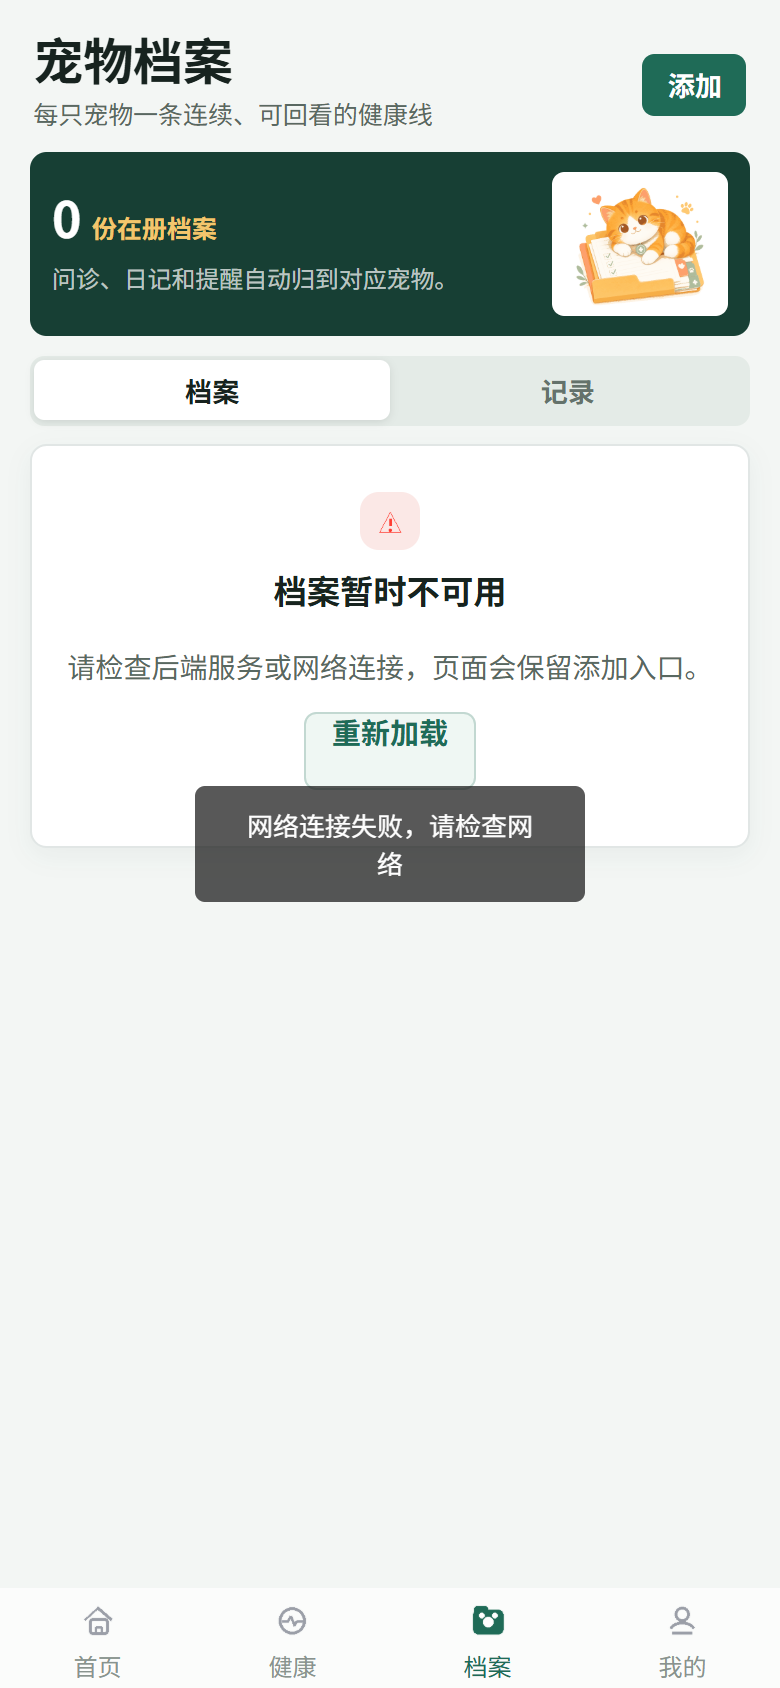 宠物档案
每只宠物一条连续、可回看的健康线
添加
0 份在册档案
问诊、日记和提醒自动归到对应宠物。
档案
记录
档案暂时不可用
请检查后端服务或网络连接，页面会保留添加入口。
重新加载
网络连接失败，请检查网
络
首页
健康
档案
我的